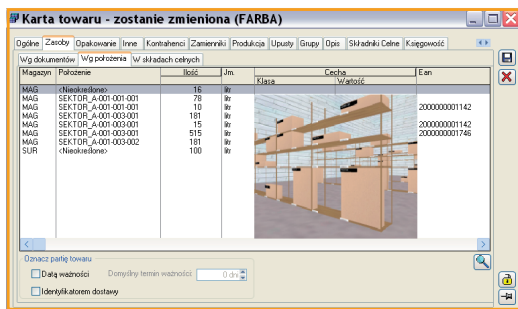 Karta towaru - zostanie zmieniona (FARBA)
Ogólne Zasoby Opakowanie Inne Kontrahenci Zamienniki Produkcja Upusty Grupy Opis Składniki Celne Księgowość
Wg dokumentów Wg położenia W składach celnych
Magazyn Położenie Ilość Jm. Cecha Ean
Klasa Wartość
MAG <Nieokreślone> 16 litr
MAG SEKTOR_A-001-001-001 78 litr
MAG SEKTOR_A-001-001-01 10 litr 2000000001142
MAG SEKTOR_A-001-003-001 181 litr
MAG SEKTOR_A-001-003-01 15 litr 2000000001142
MAG SEKTOR_A-001-003-01 515 litr 2000000001746
MAG SEKTOR_A-001-003-002 181 litr
SUR <Nieokreślone> 100 litr
Oznacz partię towaru
Datą ważności Domyślny termin ważności: 0 dni
Identyfikatorem dostawy